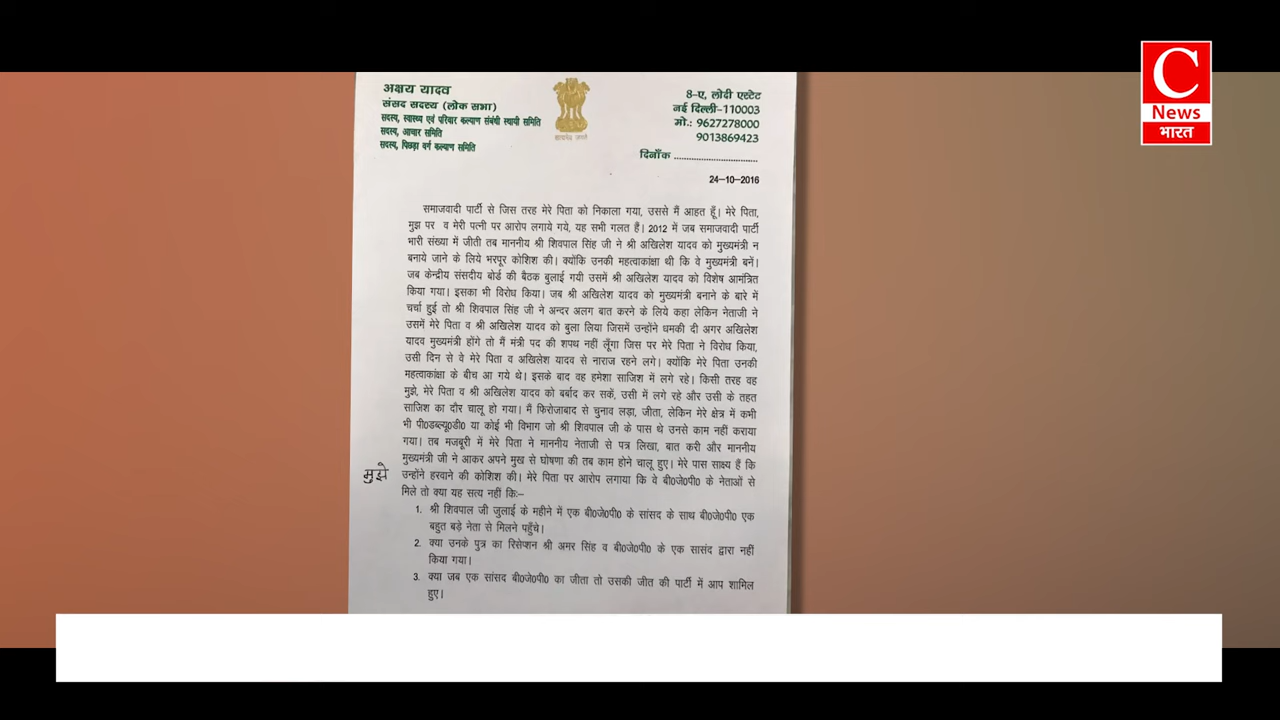 C
News
भारत
अक्षय यादव
संसद सदस्य (लोक सभा)
सदस्य, स्वास्थ्य एवं परिवार कल्याण संबंधी स्थायी समिति
सदस्य, आचार समिति
सदस्य, पिछड़ा वर्ग कल्याण समिति
सत्यमेव जयते
8–ए, लोदी एस्टेट
नई दिल्ली–110003
मो.: 9627278000
9013869423
दिनाँक ..................................
24–10–2016
समाजवादी पार्टी से जिस तरह मेरे पिता को निकाला गया, उससे मैं आहत हूँ। मेरे पिता,
मुझ पर व मेरी पत्नी पर आरोप लगाये गये, यह सभी गलत हैं। 2012 में जब समाजवादी पार्टी
भारी संख्या में जीती तब माननीय श्री शिवपाल सिंह जी ने श्री अखिलेश यादव को मुख्यमंत्री न
बनाये जाने के लिये भरपूर कोशिश की। क्योंकि उनकी महत्वाकांक्षा थी कि वे मुख्यमंत्री बनें।
जब केन्द्रीय संसदीय बोर्ड की बैठक बुलाई गयी उसमें श्री अखिलेश यादव को विशेष आमंत्रित
किया गया। इसका भी विरोध किया। जब श्री अखिलेश यादव को मुख्यमंत्री बनाने के बारे में
चर्चा हुई तो श्री शिवपाल सिंह जी ने अन्दर अलग बात करने के लिये कहा लेकिन नेताजी ने
उसमें मेरे पिता व श्री अखिलेश यादव को बुला लिया जिसमें उन्होंने धमकी दी अगर अखिलेश
यादव मुख्यमंत्री होंगे तो मैं मंत्री पद की शपथ नहीं लूँगा जिस पर मेरे पिता ने विरोध किया,
उसी दिन से वे मेरे पिता व अखिलेश यादव से नाराज रहने लगे। क्योंकि मेरे पिता उनकी
महत्वाकांक्षा के बीच आ गये थे। इसके बाद वह हमेशा साजिश में लगे रहे। किसी तरह वह
मुझे, मेरे पिता व श्री अखिलेश यादव को बर्बाद कर सकें, उसी में लगे रहे और उसी के तहत
साजिश का दौर चालू हो गया। मैं फिरोजाबाद से चुनाव लड़ा, जीता, लेकिन मेरे क्षेत्र में कभी
भी पी0डब्ल्यू0डी0 या कोई भी विभाग जो श्री शिवपाल जी के पास थे उनसे काम नहीं कराया
गया। तब मजबूरी में मेरे पिता ने माननीय नेताजी से पत्र लिखा, बात करी और माननीय
मुख्यमंत्री जी ने आकर अपने मुख से घोषणा की तब काम होने चालू हुए। मेरे पास साक्ष्य हैं कि
मुझे उन्होंने हरवाने की कोशिश की। मेरे पिता पर आरोप लगाया कि वे बी0जे0पी0 के नेताओं से
मिले तो क्या यह सत्य नहीं कि:–
1. श्री शिवपाल जी जुलाई के महीने में एक बी0जे0पी0 के सांसद के साथ बी0जे0पी0 एक
बहुत बड़े नेता से मिलने पहुँचे।
2. क्या उनके पुत्र का रिसेप्शन श्री अमर सिंह व बी0जे0पी0 के एक सासंद द्वारा नहीं
किया गया।
3. क्या जब एक सांसद बी0जे0पी0 का जीता तो उसकी जीत की पार्टी में आप शामिल
हुए।